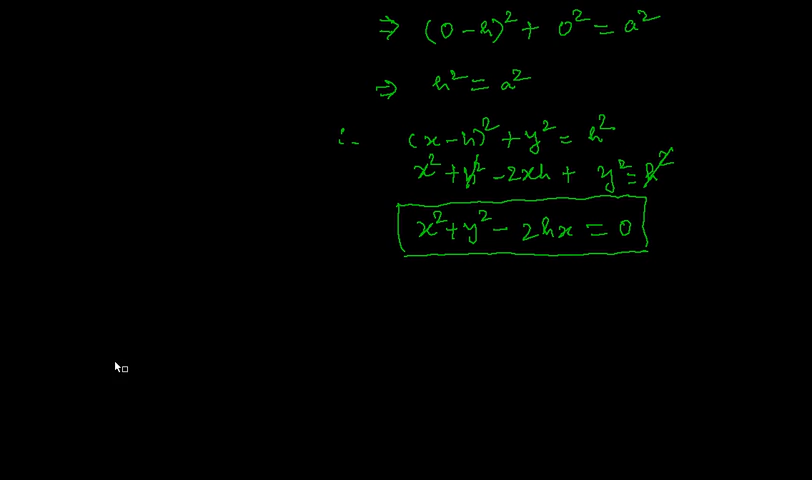 ⇒ (0 - h)² + 0² = a²
⇒ h² = a²
∴ (x - h)² + y² = h²
x² + h² - 2xh + y² = h²
x² + y² - 2hx = 0